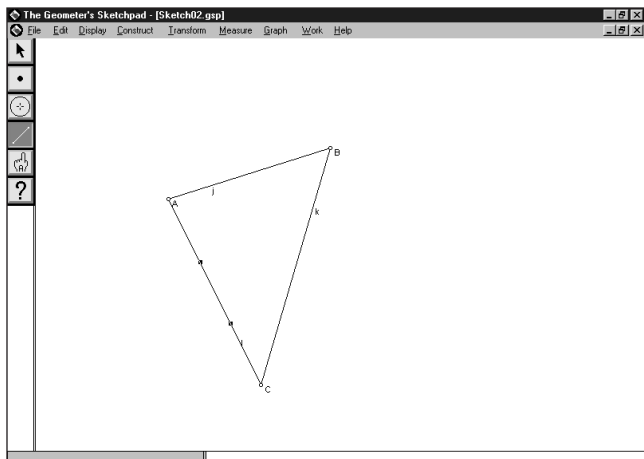 The Geometer's Sketchpad - [Sketch02.gsp]
File Edit Display Construct Transform Measure Graph Work Help
A
?
B
j
A
k
l
C